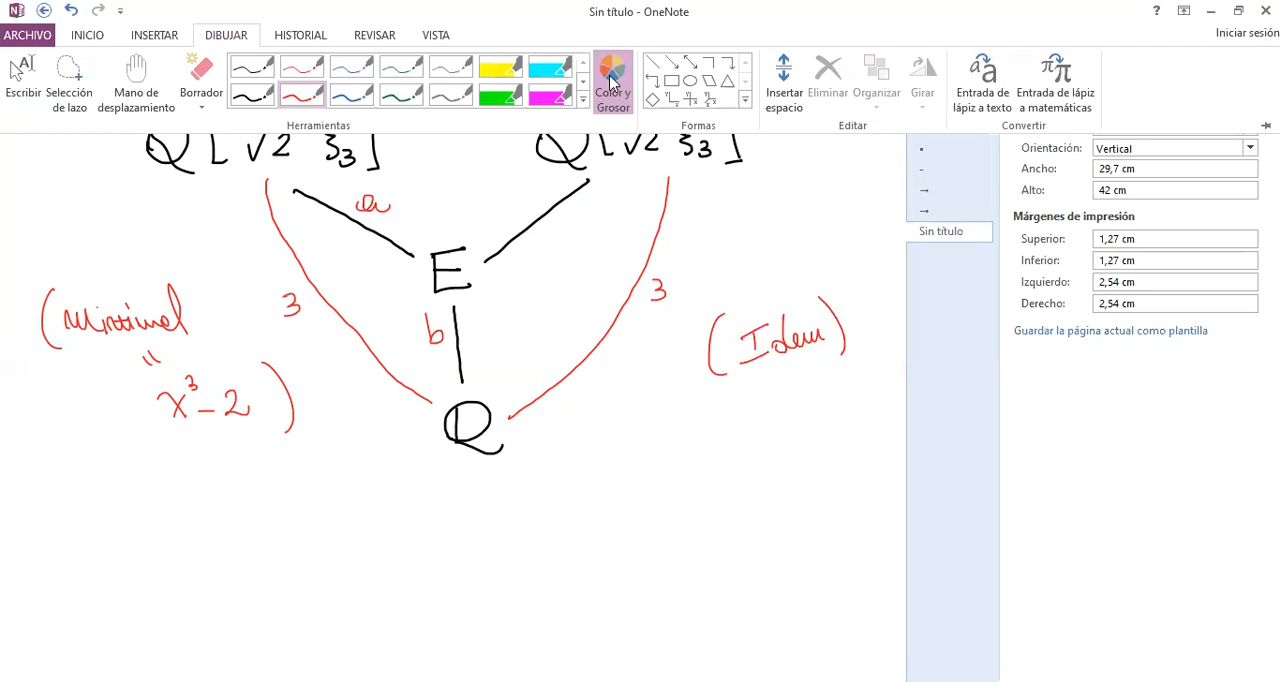 Sin título - OneNote
?
ARCHIVO INICIO INSERTAR DIBUJAR HISTORIAL REVISAR VISTA
Iniciar sesión
Escribir
Selección de lazo
Mano de desplazamiento
Borrador
Color y Grosor
Insertar espacio
Eliminar
Organizar
Girar
Entrada de lápiz a texto
Entrada de lápiz a matemáticas
Herramientas
Formas
Editar
Convertir
Q [ √2 ζ3 ]
Q [ √2 ζ3 ]
a
E
3
b
3
(Minimal
=
x³ - 2 )
(Idem)
Q
Sin título
Orientación: Vertical
Ancho: 29,7 cm
Alto: 42 cm
Márgenes de impresión
Superior: 1,27 cm
Inferior: 1,27 cm
Izquierdo: 2,54 cm
Derecho: 2,54 cm
Guardar la página actual como plantilla